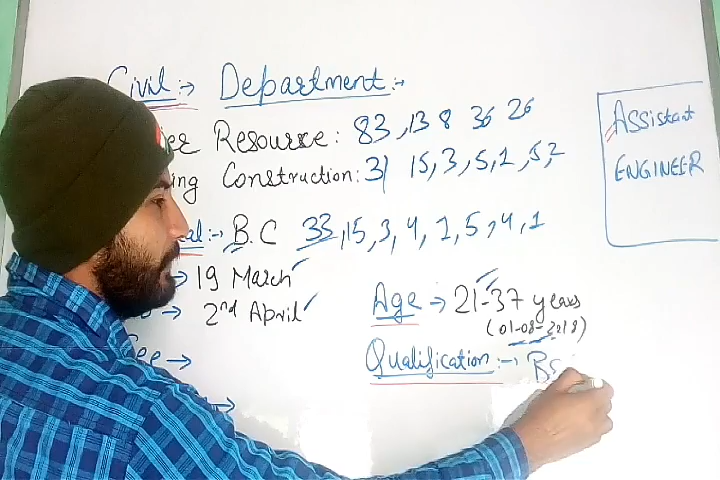 Civil :→ Department :-
Resource : 83 , 13 8 36 26
Construction : 31 15, 3, 5, 1, 5, 2
B.C 33, 15, 3, 4, 1, 5, 4, 1
→ 19 March
→ 2nd April
→
Age → 21-37 years
(01-08-2018)
Qualification :→ BS
Assistant
ENGINEER